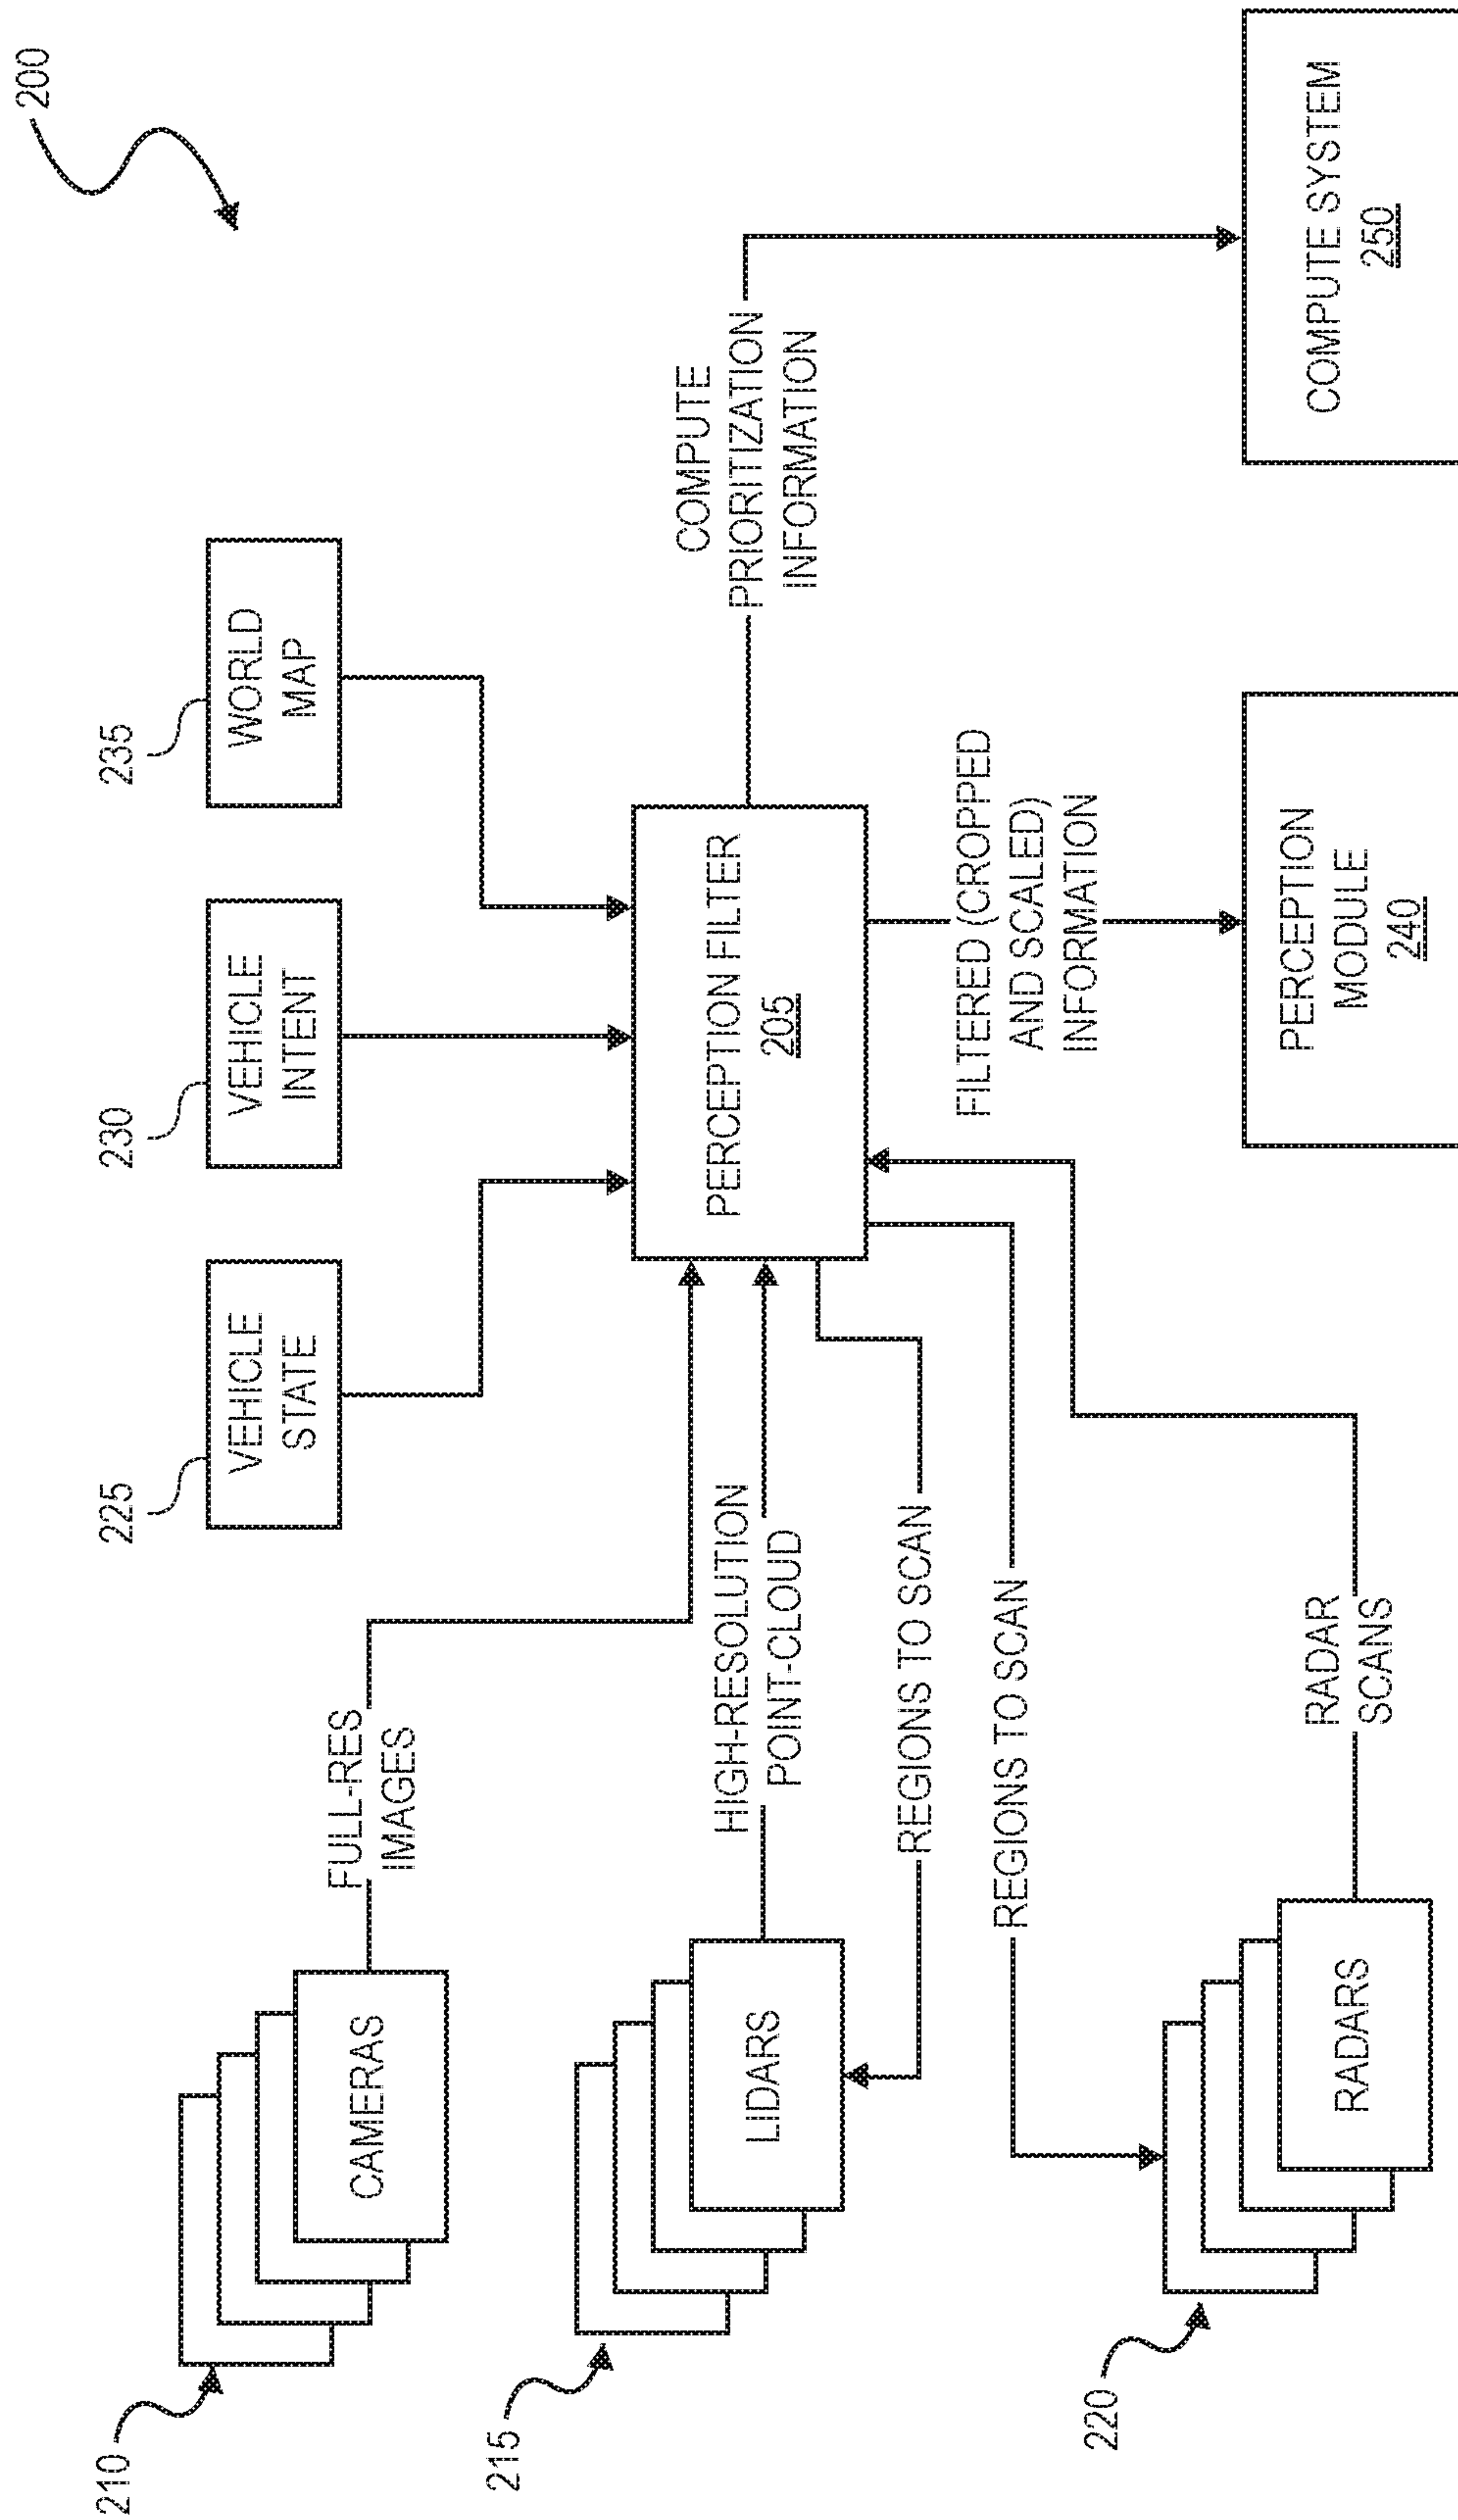 200
225
VEHICLE
STATE
230
VEHICLE
INTENT
235
WORLD
MAP
210
CAMERAS
FULL-RES
IMAGES
215
LIDARS
HIGH-RESOLUTION
POINT-CLOUD
REGIONS TO SCAN
REGIONS TO SCAN
220
RADARS
RADAR
SCANS
PERCEPTION FILTER
205
COMPUTE
PRIORITIZATION
INFORMATION
FILTERED (CROPPED
AND SCALED)
INFORMATION
PERCEPTION
MODULE
240
COMPUTE SYSTEM
250